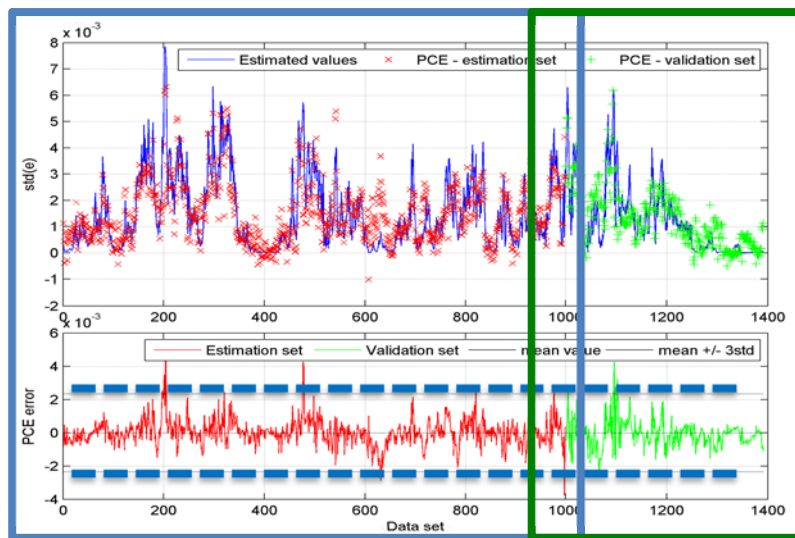 x 10⁻³
8
7
6
5
4
3
2
1
0
-1
-2
std(e)
Estimated values PCE - estimation set PCE - validation set
0 200 400 600 800 1000 1200 1400
x 10⁻³
6
4
2
0
-2
-4
PCE error
Estimation set Validation set mean value mean +/- 3std
0 200 400 600 800 1000 1200 1400
Data set